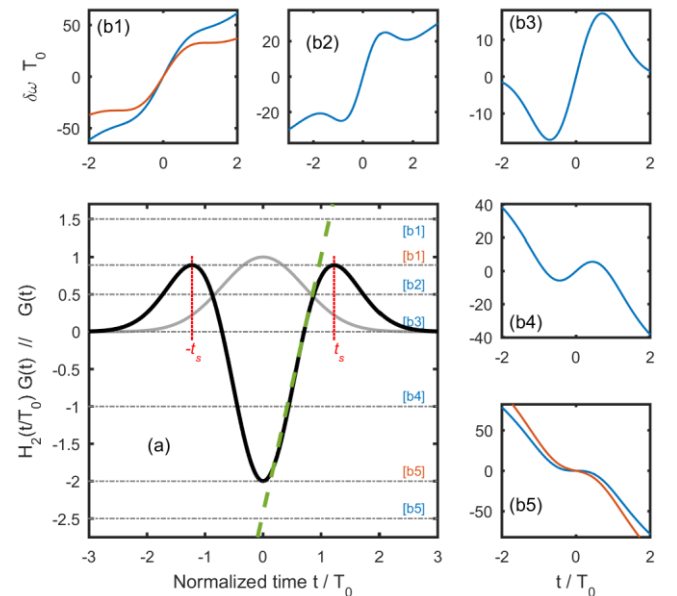 (b1)
(b2)
(b3)
δω T₀
50
0
-50
20
0
-20
10
0
-10
-2 0 2
-2 0 2
-2 0 2
1.5
1
0.5
0
-0.5
-1
-1.5
-2
-2.5
H₂(t/T₀) G(t) // G(t)
[b1]
[b1]
[b2]
[b3]
[b4]
[b5]
[b5]
-tₛ
tₛ
(a)
-3 -2 -1 0 1 2 3
Normalized time t / T₀
40
20
0
-20
-40
(b4)
-2 0 2
50
0
-50
(b5)
-2 0 2
t / T₀